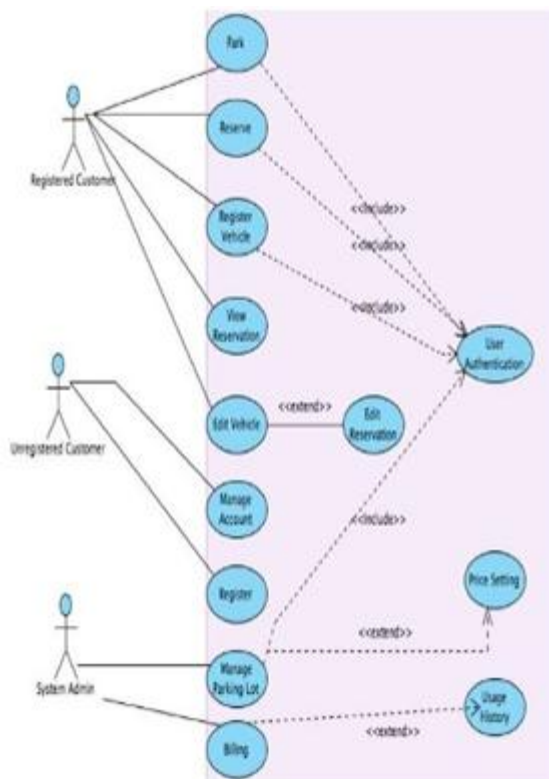 Park
Registered Customer
Reserve
<<Include>>
Register
Vehicle
<<Include>>
<<Include>>
View
Reservation
User
Authentication
Unregistered Customer
Edit Vehicle
<<extend>>
Edit
Reservation
Manage
Account
<<Include>>
Register
Price Setting
System Admin
Manage
Parking Lot
<<extend>>
Usage
History
Billing
<<extend>>